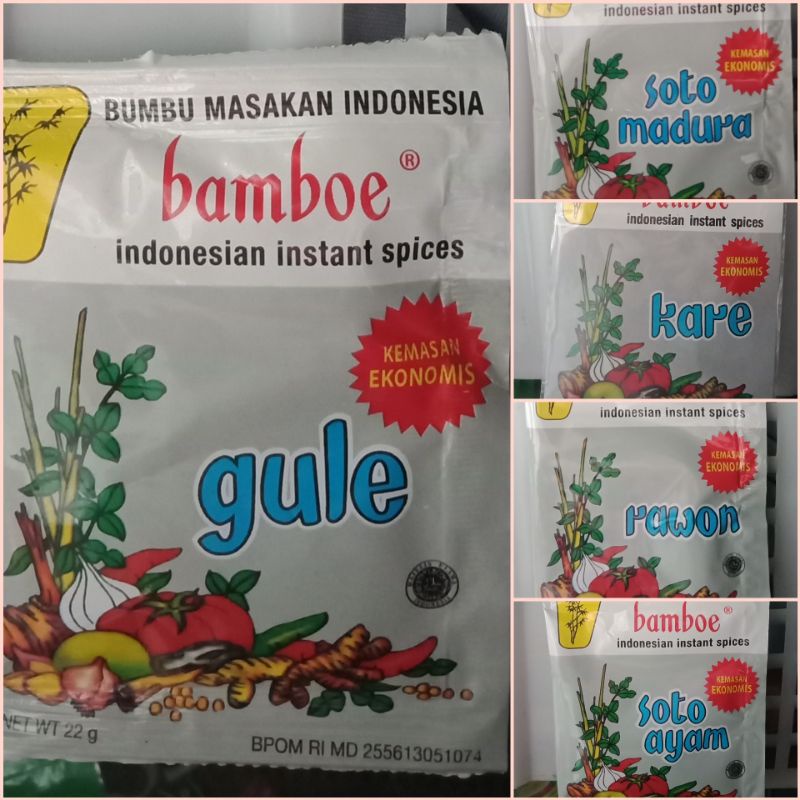 BUMBU MASAKAN INDONESIA
bamboe®
indonesian instant spices
KEMASAN
EKONOMIS
gule
NET WT 22 g
BPOM RI MD 255613051074
indonesian instant spices
KEMASAN
EKONOMIS
soto
madura
bamboe
indonesian instant spices
KEMASAN
EKONOMIS
kare
indonesian instant spices
KEMASAN
EKONOMIS
rawon
bamboe®
indonesian instant spices
KEMASAN
EKONOMIS
soto
ayam